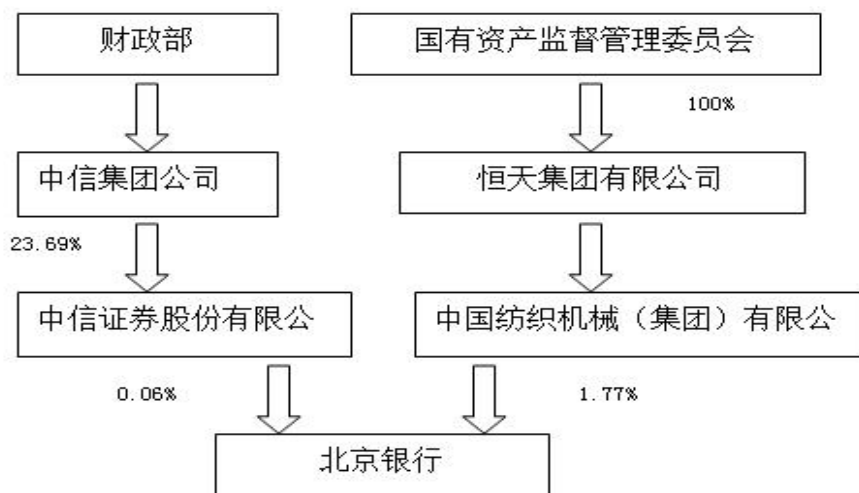 财政部
国有资产监督管理委员会
100%
中信集团公司
恒天集团有限公司
23.69%
中信证券股份有限公
中国纺织机械（集团）有限公
0.06%
1.77%
北京银行